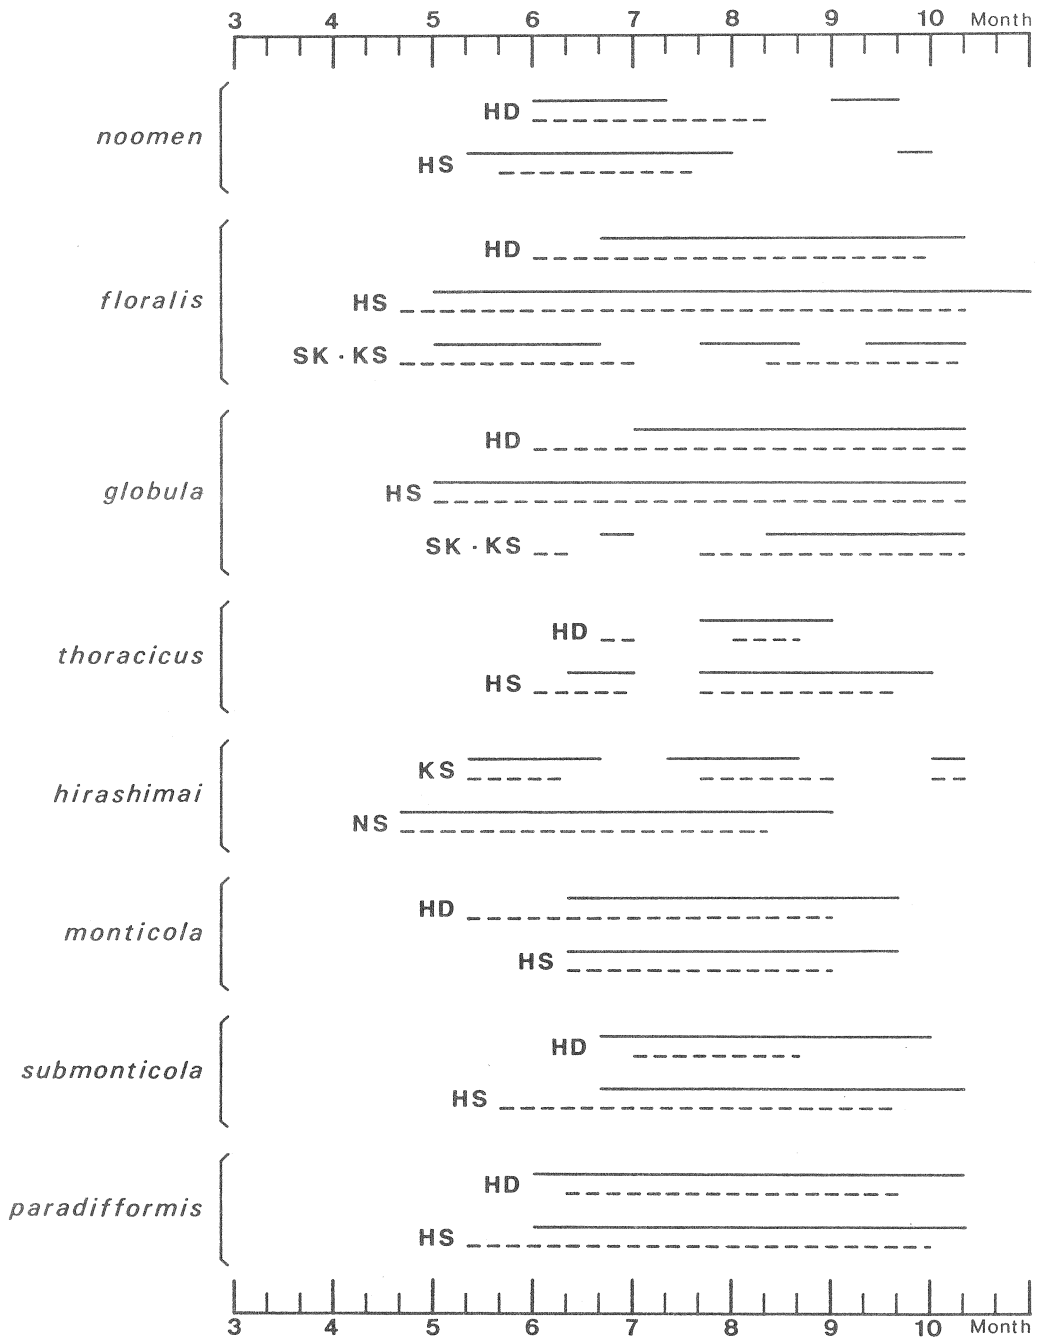 3 4 5 6 7 8 9 10 Month
noomen
HD
HS
floralis
HD
HS
SK · KS
globula
HD
HS
SK · KS
thoracicus
HD
HS
hirashimai
KS
NS
monticola
HD
HS
submonticola
HD
HS
paradifformis
HD
HS
3 4 5 6 7 8 9 10 Month